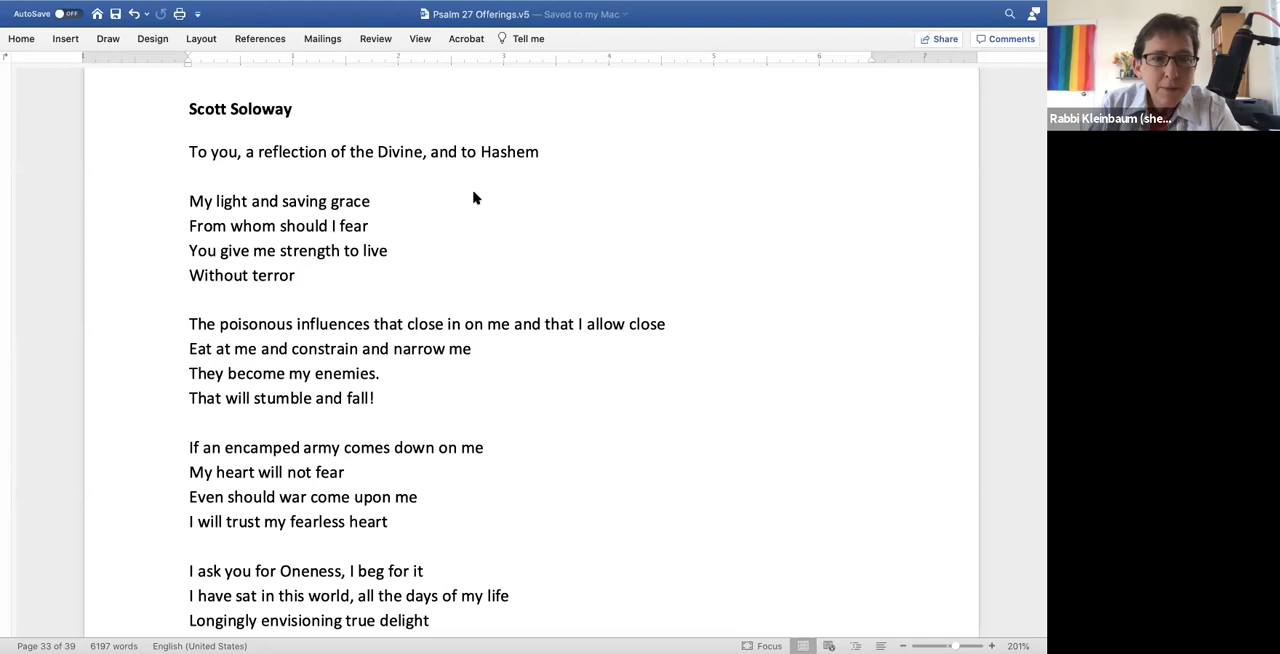 AutoSave OFF
Psalm 27 Offerings.v5 — Saved to my Mac
Home Insert Draw Design Layout References Mailings Review View Acrobat Tell me
Share Comments
1 2 3 4 5 6 7
Scott Soloway
To you, a reflection of the Divine, and to Hashem
My light and saving grace
From whom should I fear
You give me strength to live
Without terror
The poisonous influences that close in on me and that I allow close
Eat at me and constrain and narrow me
They become my enemies.
That will stumble and fall!
If an encamped army comes down on me
My heart will not fear
Even should war come upon me
I will trust my fearless heart
I ask you for Oneness, I beg for it
I have sat in this world, all the days of my life
Longingly envisioning true delight
Page 33 of 39 6197 words English (United States)
Focus 201%
Rabbi Kleinbaum (she...